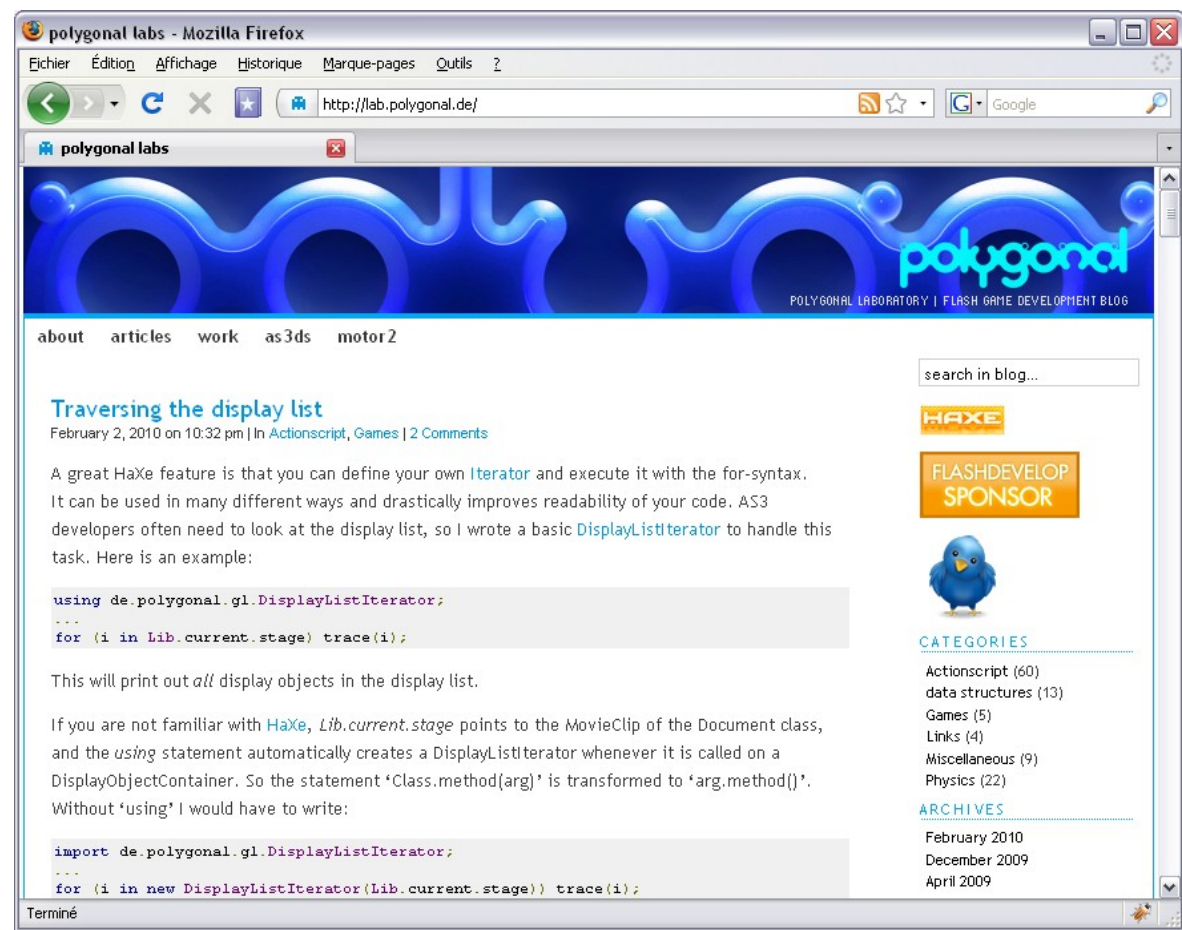 polygonal labs - Mozilla Firefox
Fichier Édition Affichage Historique Marque-pages Outils ?
http://lab.polygonal.de/
G Google
polygonal labs
polygonal
POLYGONAL LABORATORY | FLASH GAME DEVELOPMENT BLOG
about articles work as3ds motor2
search in blog...
Traversing the display list
February 2, 2010 on 10:32 pm | In Actionscript, Games | 2 Comments
A great HaXe feature is that you can define your own Iterator and execute it with the for-syntax.
It can be used in many different ways and drastically improves readability of your code. AS3
developers often need to look at the display list, so I wrote a basic DisplayListIterator to handle this
task. Here is an example:
using de.polygonal.gl.DisplayListIterator;
...
for (i in Lib.current.stage) trace(i);
This will print out all display objects in the display list.
If you are not familiar with HaXe, Lib.current.stage points to the MovieClip of the Document class,
and the using statement automatically creates a DisplayListIterator whenever it is called on a
DisplayObjectContainer. So the statement ‘Class.method(arg)’ is transformed to ‘arg.method()’.
Without ‘using’ I would have to write:
import de.polygonal.gl.DisplayListIterator;
...
for (i in new DisplayListIterator(Lib.current.stage)) trace(i);
HAXE
FLASHDEVELOP
SPONSOR
CATEGORIES
Actionscript (60)
data structures (13)
Games (5)
Links (4)
Miscellaneous (9)
Physics (22)
ARCHIVES
February 2010
December 2009
April 2009
Terminé